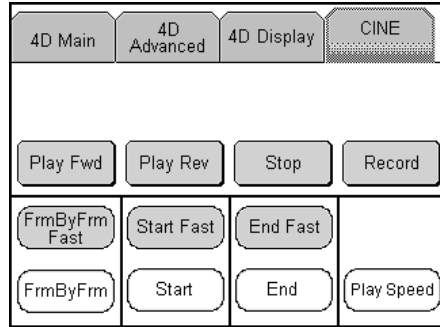 4D Main
4D
Advanced
4D Display
CINE
Play Fwd
Play Rev
Stop
Record
FrmByFrm
Fast
Start Fast
End Fast
FrmByFrm
Start
End
Play Speed